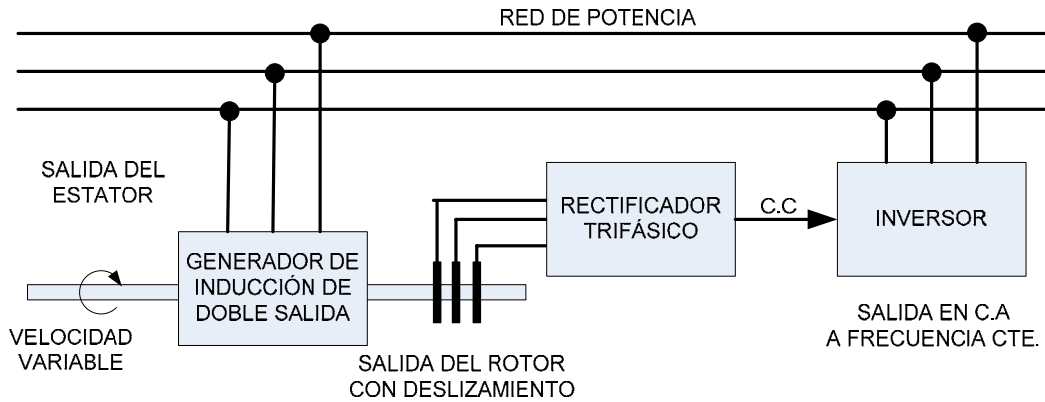 RED DE POTENCIA
SALIDA DEL
ESTATOR
GENERADOR DE
INDUCCIÓN DE
DOBLE SALIDA
VELOCIDAD
VARIABLE
SALIDA DEL ROTOR
CON DESLIZAMIENTO
RECTIFICADOR
TRIFÁSICO
C.C
INVERSOR
SALIDA EN C.A
A FRECUENCIA CTE.